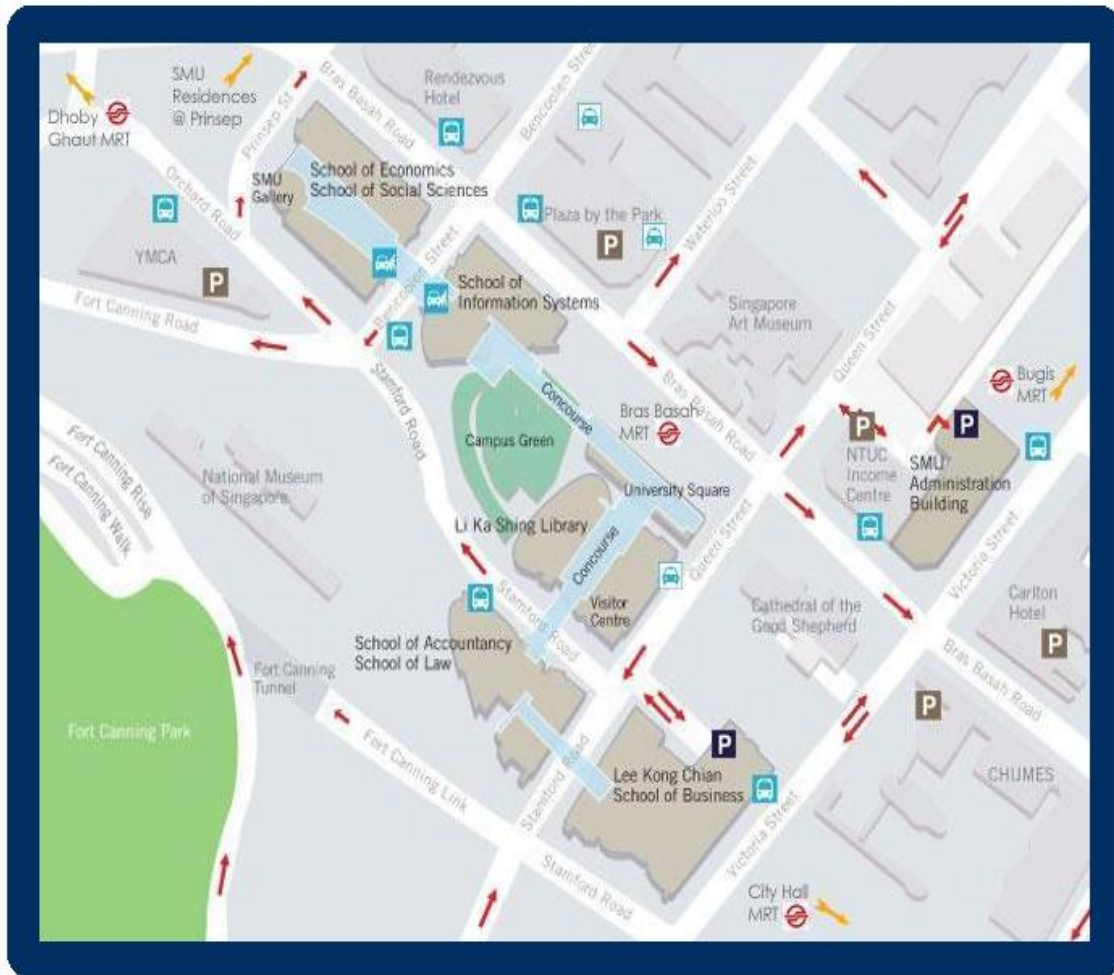 SMU
Residences
@ Prinsep
Dhoby
Ghaut MRT
Prinsep St
Bras Basah Road
Rendezvous
Hotel
Bencoolen Street
School of Economics
School of Social Sciences
SMU
Gallery
Orchard Road
YMCA
P
Fort Canning Road
Bencoolen Street
School of
Information Systems
Plaza by the Park
P
Waterloo Street
Singapore
Art Museum
Queen Street
Bugis
MRT
Stamford Road
Concourse
Campus Green
Bras Basah
MRT
Bras Basah Road
P
NTUC
Income
Centre
P
SMU
Administration
Building
Fort Canning Rise
Fort Canning Walk
National Museum
of Singapore
University Square
Li Ka Shing Library
Concourse
Queen Street
Victoria Street
Visitor
Centre
Cathedral of the
Good Shepherd
Carlton
Hotel
P
Stamford Road
School of Accountancy
School of Law
Fort Canning
Tunnel
Bras Basah Road
P
Fort Canning Park
Fort Canning Link
P
Lee Kong Chian
School of Business
Stamford Road
CHIJMES
Victoria Street
Stamford Road
City Hall
MRT